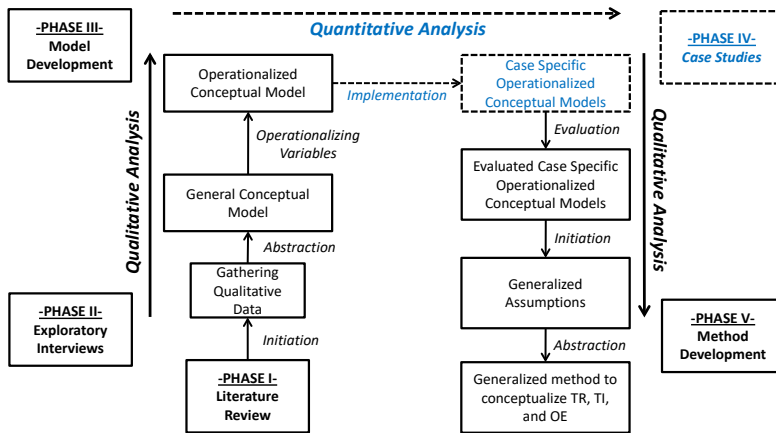 -PHASE III-
Model
Development
Quantitative Analysis
-PHASE IV-
Case Studies
Operationalized
Conceptual Model
Implementation
Case Specific
Operationalized
Conceptual Models
Qualitative Analysis
Operationalizing
Variables
Evaluation
Qualitative Analysis
General Conceptual
Model
Evaluated Case Specific
Operationalized
Conceptual Models
Abstraction
Initiation
Gathering
Qualitative
Data
Generalized
Assumptions
-PHASE II-
Exploratory
Interviews
-PHASE V-
Method
Development
Initiation
Abstraction
-PHASE I-
Literature
Review
Generalized method to
conceptualize TR, TI,
and OE